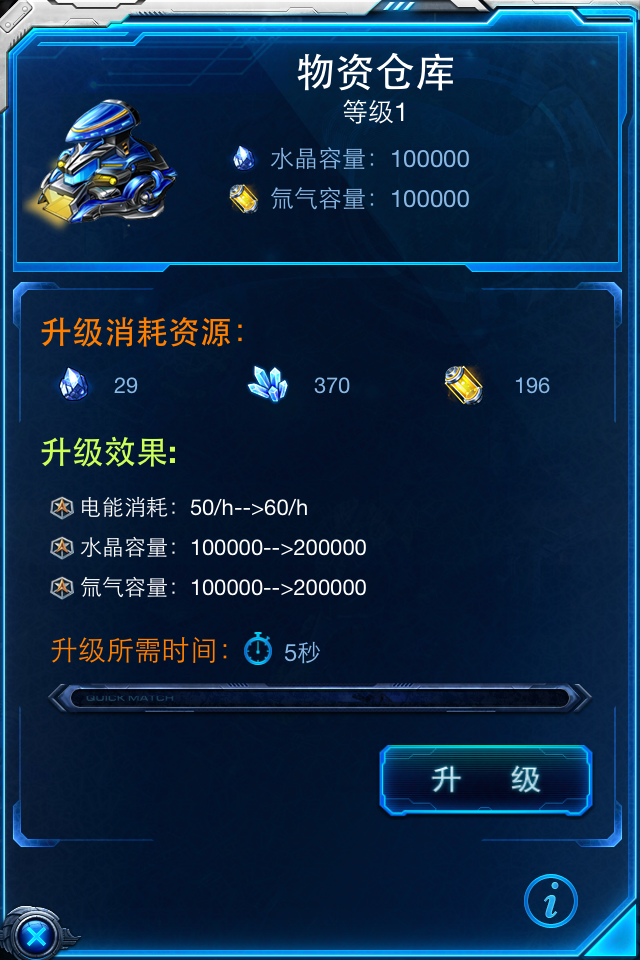 物资仓库
等级1
水晶容量：100000
氚气容量：100000
升级消耗资源：
29 370 196
升级效果:
电能消耗：50/h-->60/h
水晶容量：100000-->200000
氚气容量：100000-->200000
升级所需时间：5秒
QUICK MATCH
升 级
i